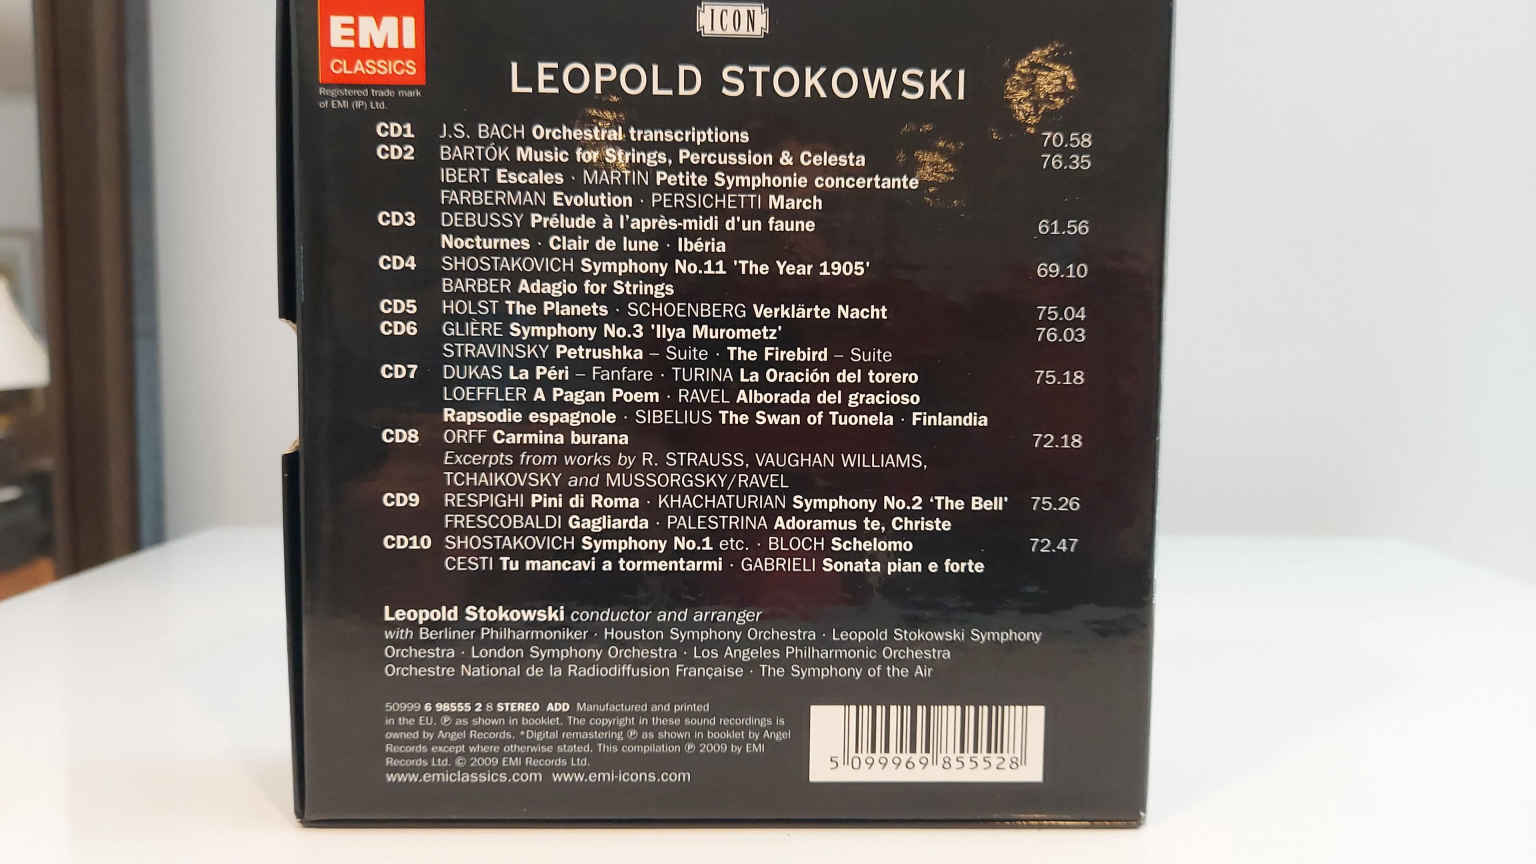 ICON
EMI
CLASSICS
Registered trade mark
of EMI (IP) Ltd.
LEOPOLD STOKOWSKI
CD1 J.S. BACH Orchestral transcriptions 70.58
CD2 BARTÓK Music for Strings, Percussion & Celesta 76.35
IBERT Escales · MARTIN Petite Symphonie concertante
FARBERMAN Evolution · PERSICHETTI March
CD3 DEBUSSY Prélude à l'après-midi d'un faune 61.56
Nocturnes · Clair de lune · Ibéria
CD4 SHOSTAKOVICH Symphony No.11 'The Year 1905' 69.10
BARBER Adagio for Strings
CD5 HOLST The Planets · SCHOENBERG Verklärte Nacht 75.04
CD6 GLIÈRE Symphony No.3 'Ilya Murometz' 76.03
STRAVINSKY Petrushka – Suite · The Firebird – Suite
CD7 DUKAS La Péri – Fanfare · TURINA La Oración del torero 75.18
LOEFFLER A Pagan Poem · RAVEL Alborada del gracioso
Rapsodie espagnole · SIBELIUS The Swan of Tuonela · Finlandia
CD8 ORFF Carmina burana 72.18
Excerpts from works by R. STRAUSS, VAUGHAN WILLIAMS,
TCHAIKOVSKY and MUSSORGSKY/RAVEL
CD9 RESPIGHI Pini di Roma · KHACHATURIAN Symphony No.2 'The Bell' 75.26
FRESCOBALDI Gagliarda · PALESTRINA Adoramus te, Christe
CD10 SHOSTAKOVICH Symphony No.1 etc. · BLOCH Schelomo 72.47
CESTI Tu mancavi a tormentarmi · GABRIELI Sonata pian e forte
Leopold Stokowski conductor and arranger
with Berliner Philharmoniker · Houston Symphony Orchestra · Leopold Stokowski Symphony
Orchestra · London Symphony Orchestra · Los Angeles Philharmonic Orchestra
Orchestre National de la Radiodiffusion Française · The Symphony of the Air
50999 6 98555 2 8 STEREO ADD Manufactured and printed
in the EU. ℗ as shown in booklet. The copyright in these sound recordings is
owned by Angel Records. *Digital remastering ℗ as shown in booklet by Angel
Records except where otherwise stated. This compilation ℗ 2009 by EMI
Records Ltd. © 2009 EMI Records Ltd.
www.emiclassics.com www.emi-icons.com
5 099969 855528